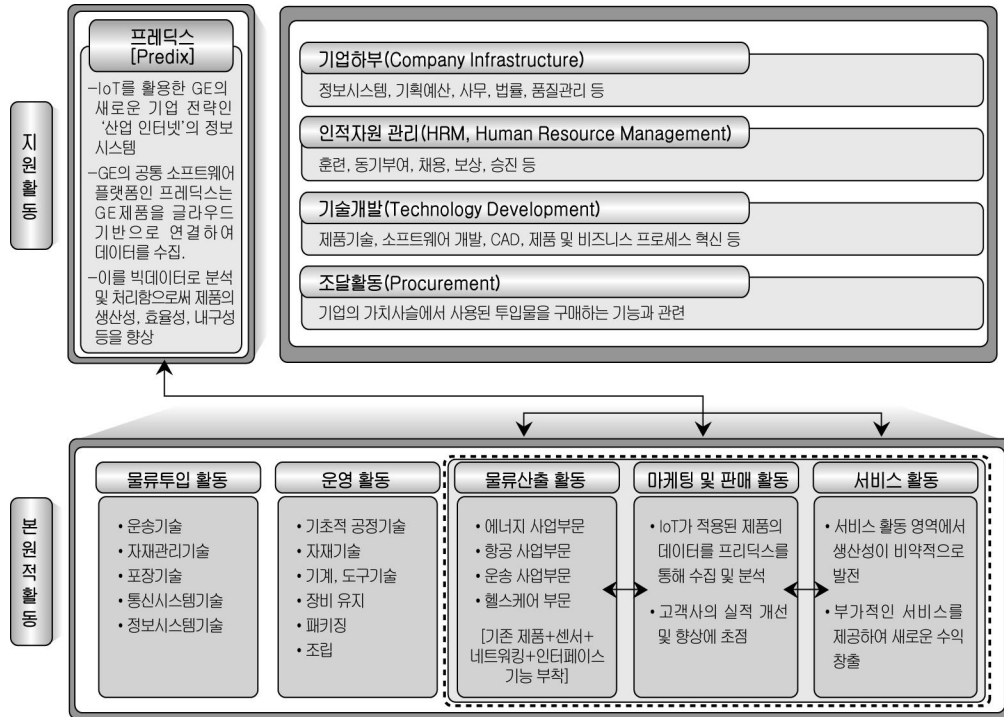 지원활동
프레딕스
[Predix]
–IoT를 활용한 GE의
새로운 기업 전략인
‘산업 인터넷’의 정보
시스템
–GE의 공통 소프트웨어
플랫폼인 프레딕스는
GE제품을 글라우드
기반으로 연결하여
데이터를 수집.
–이를 빅데이터로 분석
및 처리함으로써 제품의
생산성, 효율성, 내구성
등을 향상
기업하부(Company Infrastructure)
정보시스템, 기획예산, 사무, 법률, 품질관리 등
인적자원 관리(HRM, Human Resource Management)
훈련, 동기부여, 채용, 보상, 승진 등
기술개발(Technology Development)
제품기술, 소프트웨어 개발, CAD, 제품 및 비즈니스 프로세스 혁신 등
조달활동(Procurement)
기업의 가치사슬에서 사용된 투입물을 구매하는 기능과 관련
본원적활동
물류투입 활동
• 운송기술
• 자재관리기술
• 포장기술
• 통신시스템기술
• 정보시스템기술
운영 활동
• 기초적 공정기술
• 자재기술
• 기계, 도구기술
• 장비 유지
• 패키징
• 조립
물류산출 활동
• 에너지 사업부문
• 항공 사업부문
• 운송 사업부문
• 헬스케어 부문
[기존 제품+센서+
네트워킹+인터페이스
기능 부착]
마케팅 및 판매 활동
• IoT가 적용된 제품의
데이터를 프리딕스를
통해 수집 및 분석
• 고객사의 실적 개선
및 향상에 초점
서비스 활동
• 서비스 활동 영역에서
생산성이 비약적으로
발전
• 부가적인 서비스를
제공하여 새로운 수익
창출